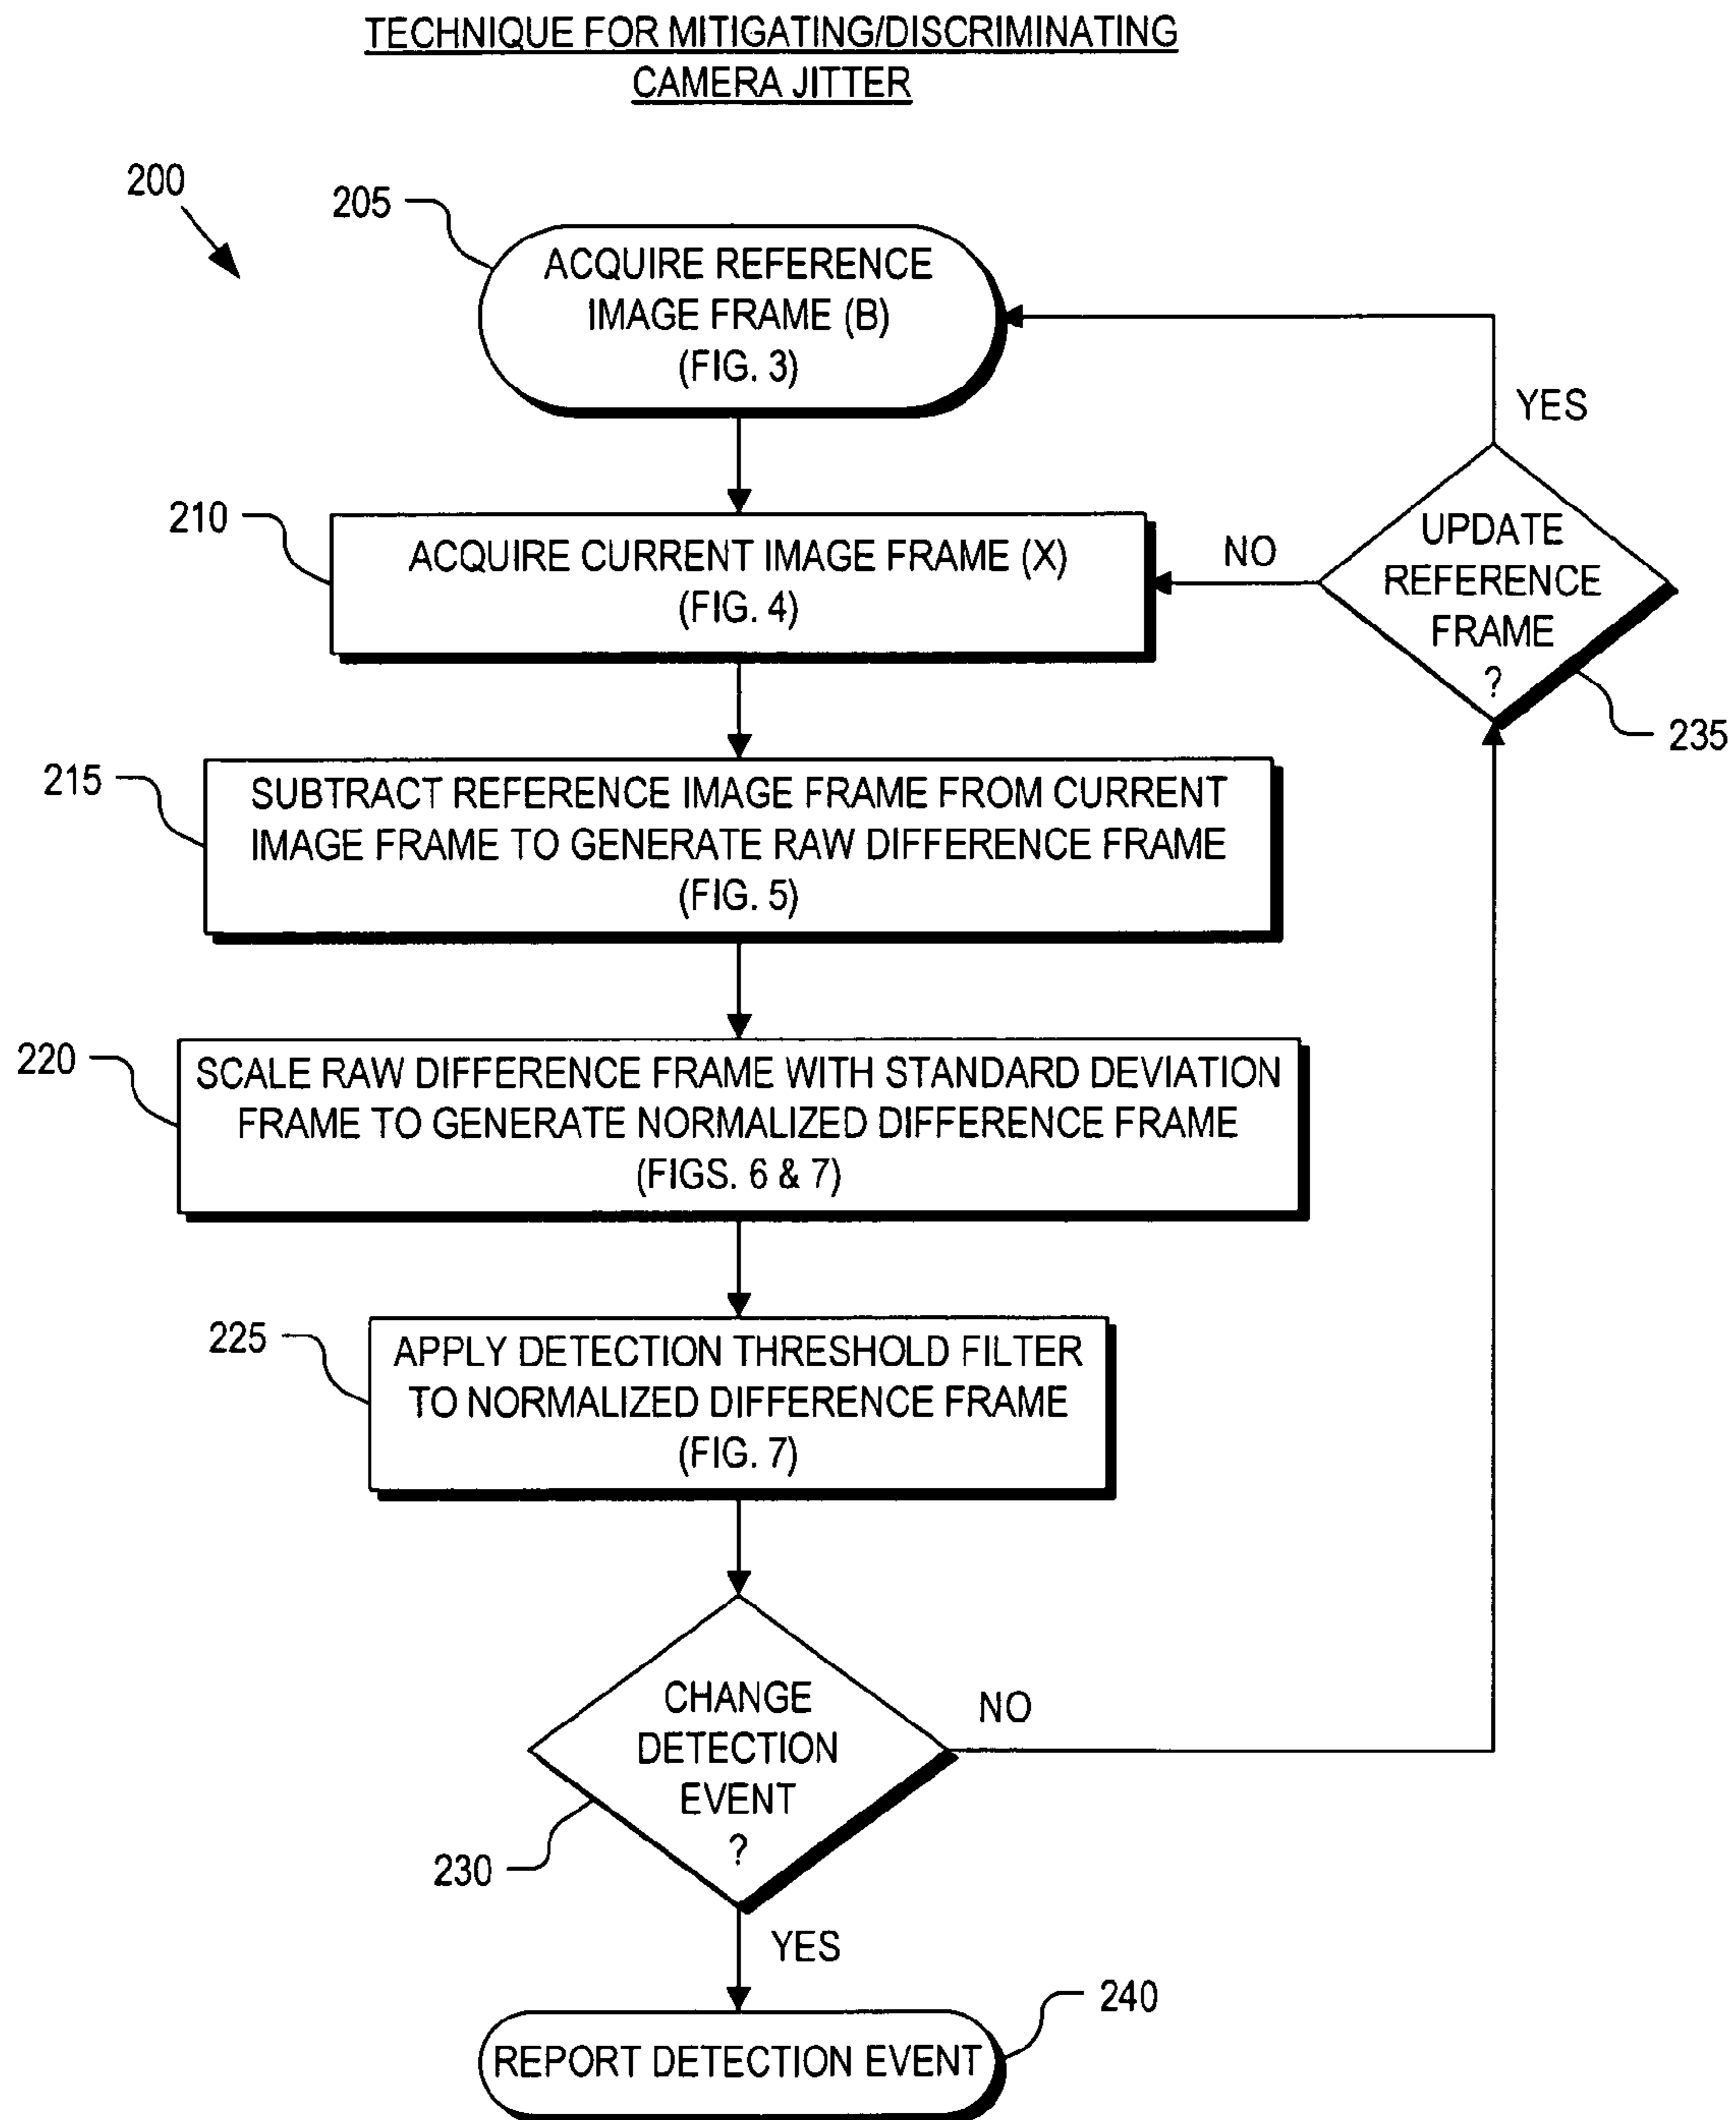 TECHNIQUE FOR MITIGATING/DISCRIMINATING
CAMERA JITTER
200
205
ACQUIRE REFERENCE
IMAGE FRAME (B)
(FIG. 3)
YES
210
ACQUIRE CURRENT IMAGE FRAME (X)
(FIG. 4)
NO
UPDATE
REFERENCE
FRAME
?
235
215
SUBTRACT REFERENCE IMAGE FRAME FROM CURRENT
IMAGE FRAME TO GENERATE RAW DIFFERENCE FRAME
(FIG. 5)
220
SCALE RAW DIFFERENCE FRAME WITH STANDARD DEVIATION
FRAME TO GENERATE NORMALIZED DIFFERENCE FRAME
(FIGS. 6 & 7)
225
APPLY DETECTION THRESHOLD FILTER
TO NORMALIZED DIFFERENCE FRAME
(FIG. 7)
CHANGE
DETECTION
EVENT
?
NO
230
YES
240
REPORT DETECTION EVENT